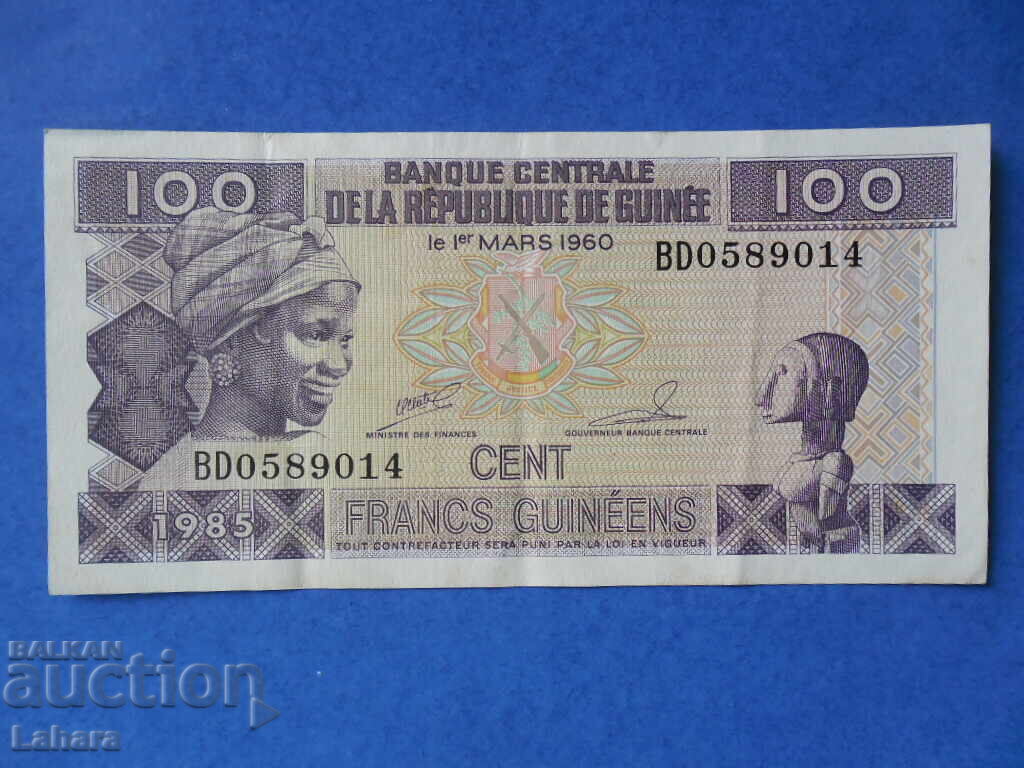 100
BANQUE CENTRALE
DE LA RÉPUBLIQUE DE GUINÉE
100
le 1er MARS 1960
BD0589014
MINISTRE DES FINANCES
GOUVERNEUR BANQUE CENTRALE
BD0589014
CENT
1985
FRANCS GUINÉENS
TOUT CONTREFACTEUR SERA PUNI PAR LA LOI EN VIGUEUR
BALKAN
auction
Lahara